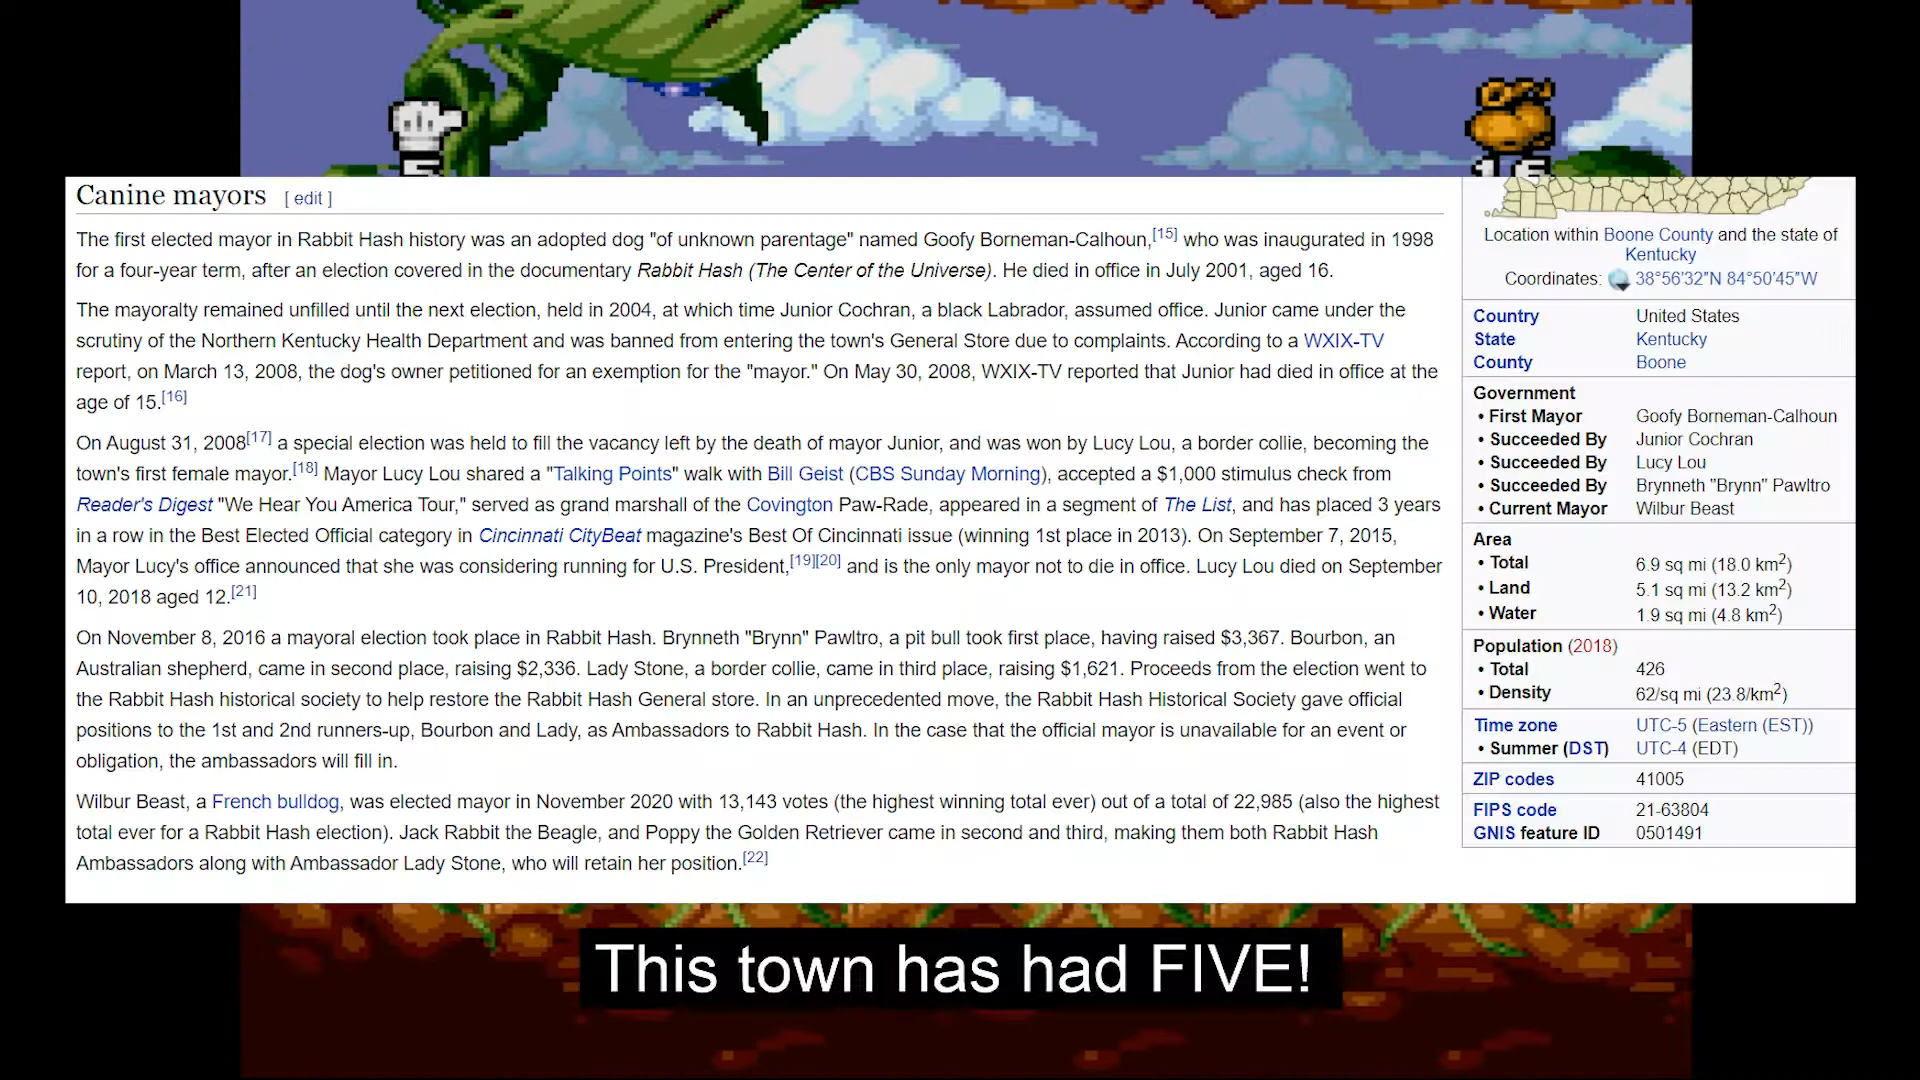 Canine mayors [ edit ]
The first elected mayor in Rabbit Hash history was an adopted dog "of unknown parentage" named Goofy Borneman-Calhoun,[15] who was inaugurated in 1998
for a four-year term, after an election covered in the documentary Rabbit Hash (The Center of the Universe). He died in office in July 2001, aged 16.
The mayoralty remained unfilled until the next election, held in 2004, at which time Junior Cochran, a black Labrador, assumed office. Junior came under the
scrutiny of the Northern Kentucky Health Department and was banned from entering the town's General Store due to complaints. According to a WXIX-TV
report, on March 13, 2008, the dog's owner petitioned for an exemption for the "mayor." On May 30, 2008, WXIX-TV reported that Junior had died in office at the
age of 15.[16]
On August 31, 2008[17] a special election was held to fill the vacancy left by the death of mayor Junior, and was won by Lucy Lou, a border collie, becoming the
town's first female mayor.[18] Mayor Lucy Lou shared a "Talking Points" walk with Bill Geist (CBS Sunday Morning), accepted a $1,000 stimulus check from
Reader's Digest "We Hear You America Tour," served as grand marshall of the Covington Paw-Rade, appeared in a segment of The List, and has placed 3 years
in a row in the Best Elected Official category in Cincinnati CityBeat magazine's Best Of Cincinnati issue (winning 1st place in 2013). On September 7, 2015,
Mayor Lucy's office announced that she was considering running for U.S. President,[19][20] and is the only mayor not to die in office. Lucy Lou died on September
10, 2018 aged 12.[21]
On November 8, 2016 a mayoral election took place in Rabbit Hash. Brynneth "Brynn" Pawltro, a pit bull took first place, having raised $3,367. Bourbon, an
Australian shepherd, came in second place, raising $2,336. Lady Stone, a border collie, came in third place, raising $1,621. Proceeds from the election went to
the Rabbit Hash historical society to help restore the Rabbit Hash General store. In an unprecedented move, the Rabbit Hash Historical Society gave official
positions to the 1st and 2nd runners-up, Bourbon and Lady, as Ambassadors to Rabbit Hash. In the case that the official mayor is unavailable for an event or
obligation, the ambassadors will fill in.
Wilbur Beast, a French bulldog, was elected mayor in November 2020 with 13,143 votes (the highest winning total ever) out of a total of 22,985 (also the highest
total ever for a Rabbit Hash election). Jack Rabbit the Beagle, and Poppy the Golden Retriever came in second and third, making them both Rabbit Hash
Ambassadors along with Ambassador Lady Stone, who will retain her position.[22]
Location within Boone County and the state of
Kentucky
Coordinates: 38°56′32″N 84°50′45″W
Country United States
State Kentucky
County Boone
Government
• First Mayor Goofy Borneman-Calhoun
• Succeeded By Junior Cochran
• Succeeded By Lucy Lou
• Succeeded By Brynneth "Brynn" Pawltro
• Current Mayor Wilbur Beast
Area
• Total 6.9 sq mi (18.0 km2)
• Land 5.1 sq mi (13.2 km2)
• Water 1.9 sq mi (4.8 km2)
Population (2018)
• Total 426
• Density 62/sq mi (23.8/km2)
Time zone UTC-5 (Eastern (EST))
• Summer (DST) UTC-4 (EDT)
ZIP codes 41005
FIPS code 21-63804
GNIS feature ID 0501491
This town has had FIVE!